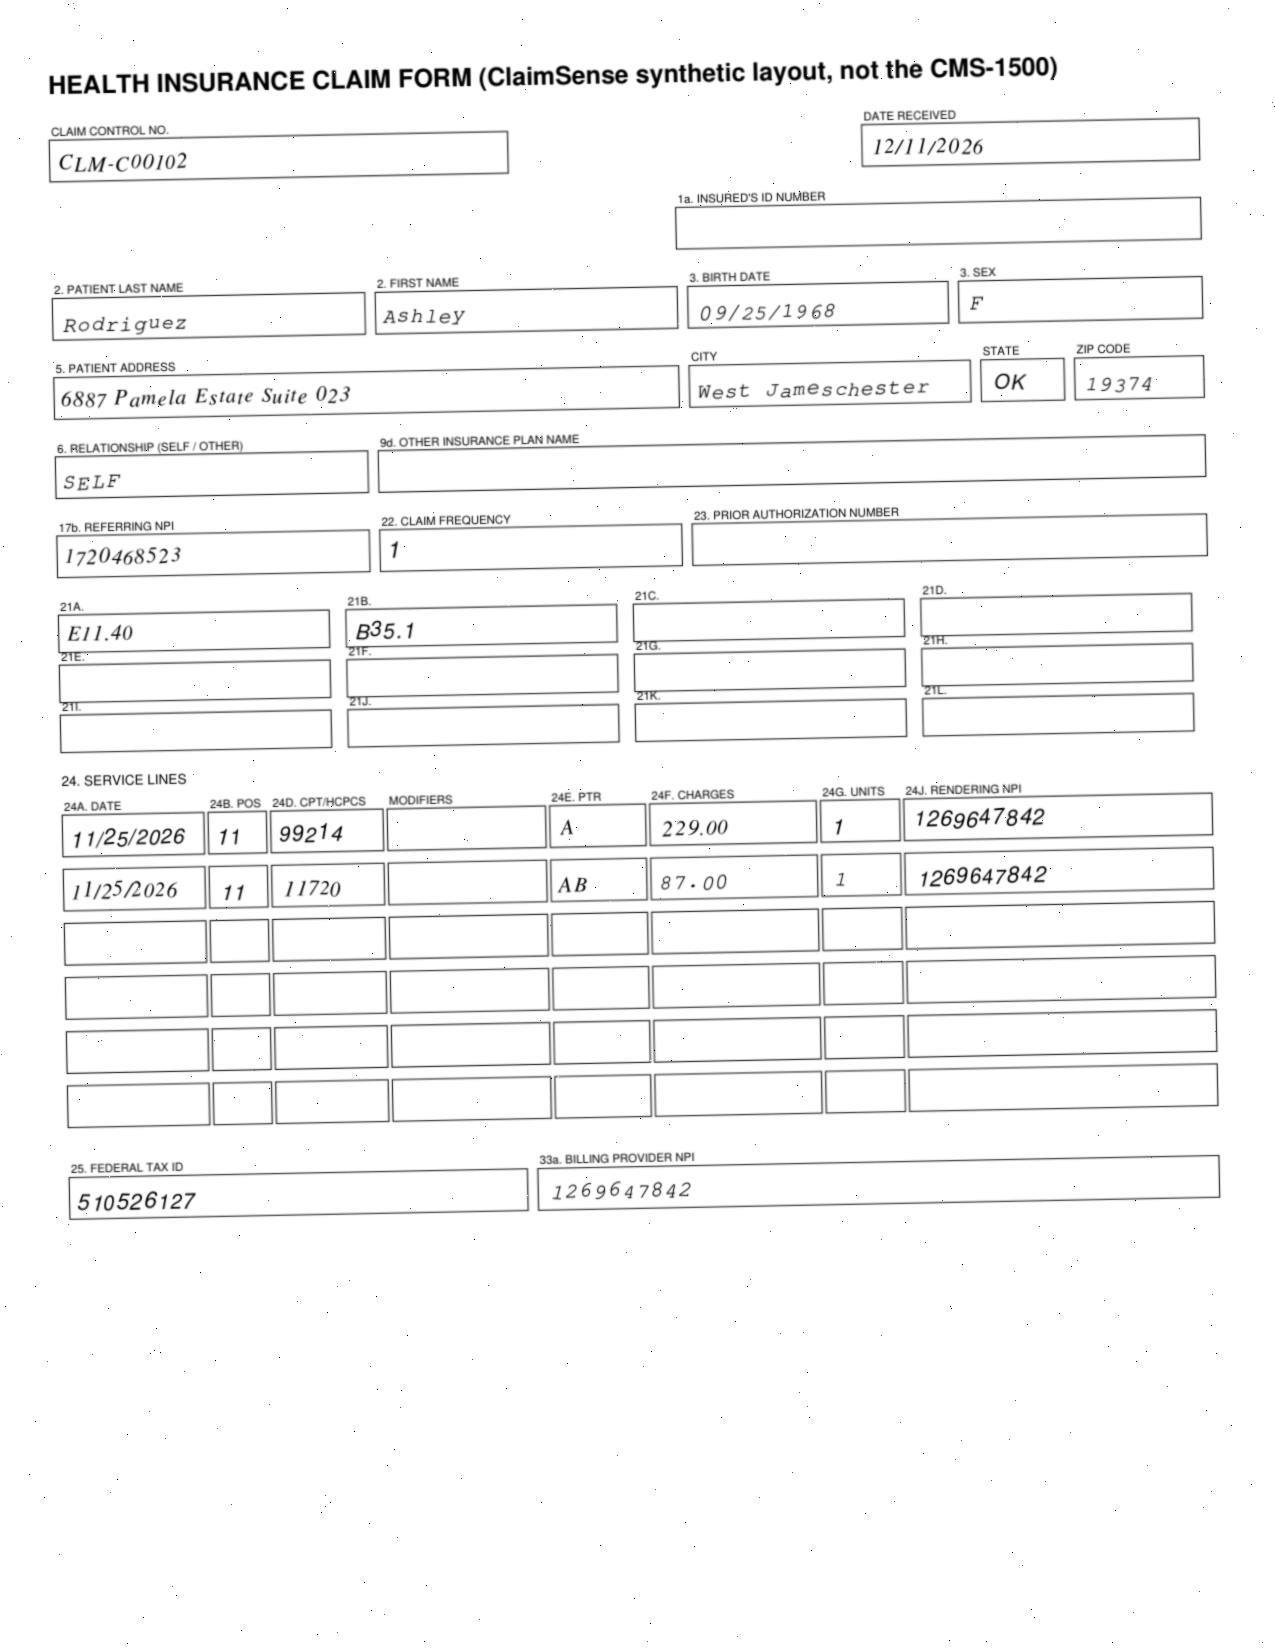 HEALTH INSURANCE CLAIM FORM (ClaimSense synthetic layout, not the CMS-1500)
CLAIM CONTROL NO.
CLM-C00102
DATE RECEIVED
12/11/2026
1a. INSURED'S ID NUMBER
2. PATIENT LAST NAME
Rodriguez
2. FIRST NAME
Ashley
3. BIRTH DATE
09/25/1968
3. SEX
F
5. PATIENT ADDRESS
6887 Pamela Estate Suite 023
CITY
West Jameschester
STATE
OK
ZIP CODE
19374
6. RELATIONSHIP (SELF / OTHER)
SELF
9d. OTHER INSURANCE PLAN NAME
17b. REFERRING NPI
1720468523
22. CLAIM FREQUENCY
1
23. PRIOR AUTHORIZATION NUMBER
21A.
E11.40
21B.
B35.1
21C.
21D.
21E.
21F.
21G.
21H.
21I.
21J.
21K.
21L.
24. SERVICE LINES
24A. DATE 24B. POS 24D. CPT/HCPCS MODIFIERS 24E. PTR 24F. CHARGES 24G. UNITS 24J. RENDERING NPI
11/25/2026 11 99214 A 229.00 1 1269647842
11/25/2026 11 11720 AB 87.00 1 1269647842
25. FEDERAL TAX ID
510526127
33a. BILLING PROVIDER NPI
1269647842